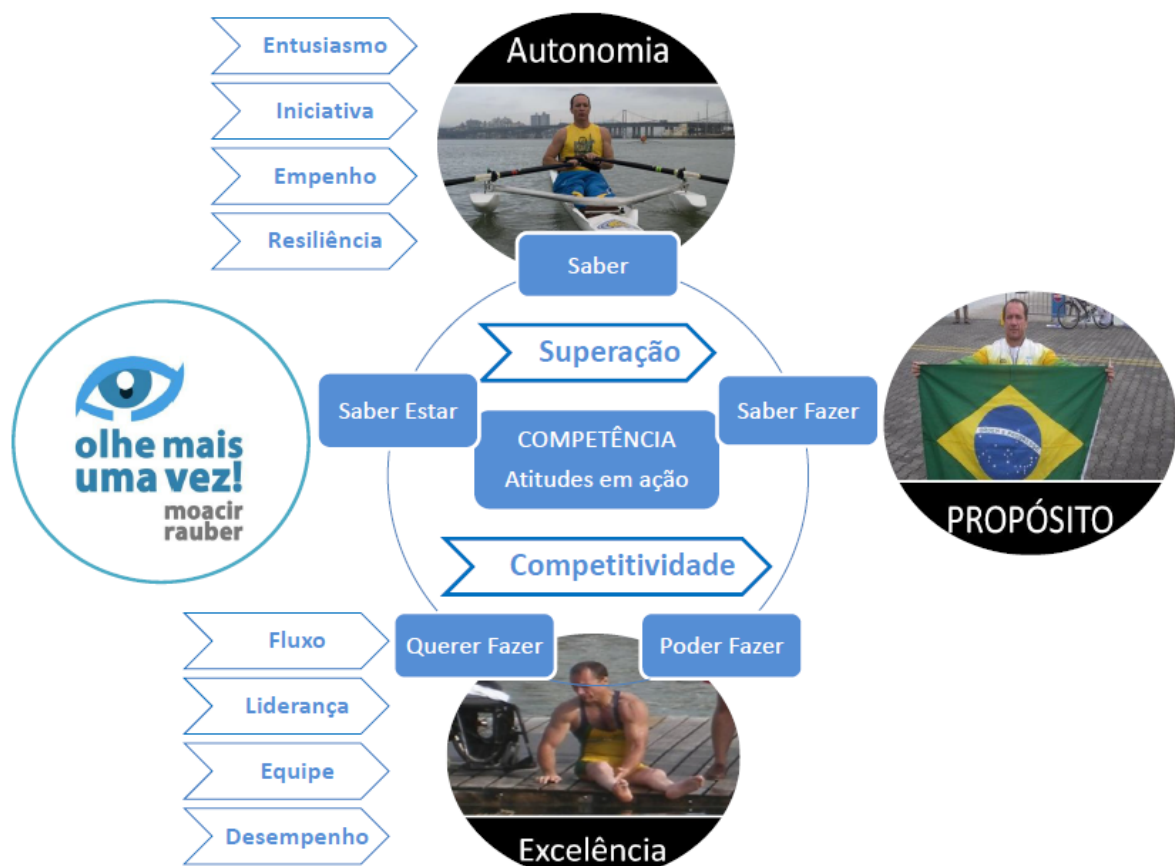 Entusiasmo
Iniciativa
Empenho
Resiliência
Autonomia
Saber
Superação
Saber Estar
Saber Fazer
COMPETÊNCIA
Atitudes em ação
olhe mais
uma vez!
moacir
rauber
PROPÓSITO
Competitividade
Querer Fazer
Poder Fazer
Fluxo
Liderança
Equipe
Desempenho
Excelência